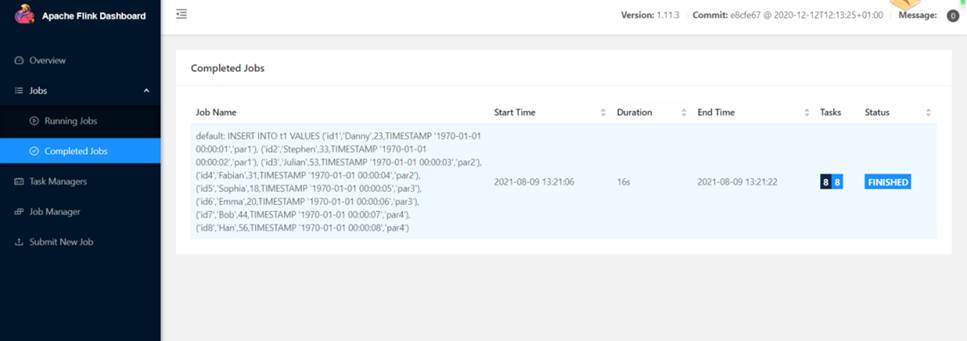 Apache Flink Dashboard
Version: 1.11.3 Commit: e8cfe67 @ 2020-12-12T12:13:25+01:00 Message: 0
Overview
Jobs
Running Jobs
Completed Jobs
Task Managers
Job Manager
Submit New Job
Completed Jobs
Job Name Start Time Duration End Time Tasks Status
default: INSERT INTO t1 VALUES ('id1','Danny',23,TIMESTAMP '1970-01-01
00:00:01','par1'), ('id2','Stephen',33,TIMESTAMP '1970-01-01
00:00:02','par1'), ('id3','Julian',53,TIMESTAMP '1970-01-01 00:00:03','par2'),
('id4','Fabian',31,TIMESTAMP '1970-01-01 00:00:04','par2'),
('id5','Sophia',18,TIMESTAMP '1970-01-01 00:00:05','par3'),
('id6','Emma',20,TIMESTAMP '1970-01-01 00:00:06','par3'),
('id7','Bob',44,TIMESTAMP '1970-01-01 00:00:07','par4'),
('id8','Han',56,TIMESTAMP '1970-01-01 00:00:08','par4')
2021-08-09 13:21:06 16s 2021-08-09 13:21:22 8 8 FINISHED